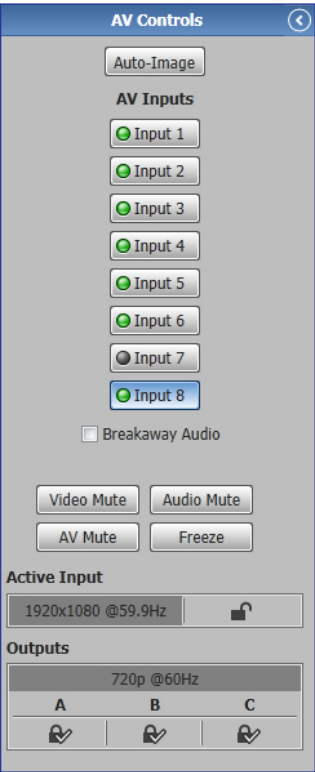 AV Controls
Auto-Image
AV Inputs
Input 1
Input 2
Input 3
Input 4
Input 5
Input 6
Input 7
Input 8
Breakaway Audio
Video Mute Audio Mute
AV Mute Freeze
Active Input
1920x1080 @59.9Hz
Outputs
720p @60Hz
A B C